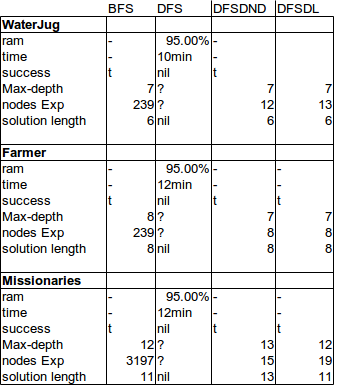 BFS DFS DFSDND DFSDL
WaterJug
ram - 95.00% -
time - 10min -
success t nil t
Max-depth 7 ? 7 7
nodes Exp 239 ? 12 13
solution length 6 nil 6 6
Farmer
ram - 95.00% - -
time - 12min - -
success t nil t t
Max-depth 8 ? 7 7
nodes Exp 239 ? 8 8
solution length 8 nil 8 8
Missionaries
ram - 95.00% - -
time - 12min - -
success t nil t t
Max-depth 12 ? 13 12
nodes Exp 3197 ? 15 19
solution length 11 nil 13 11